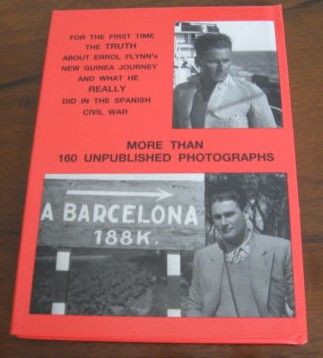 FOR THE FIRST TIME
THE TRUTH
ABOUT ERROL FLYNN's
NEW GUINEA JOURNEY
AND WHAT HE
REALLY
DID IN THE SPANISH
CIVIL WAR
MORE THAN
160 UNPUBLISHED PHOTOGRAPHS
A BARCELONA
188K.